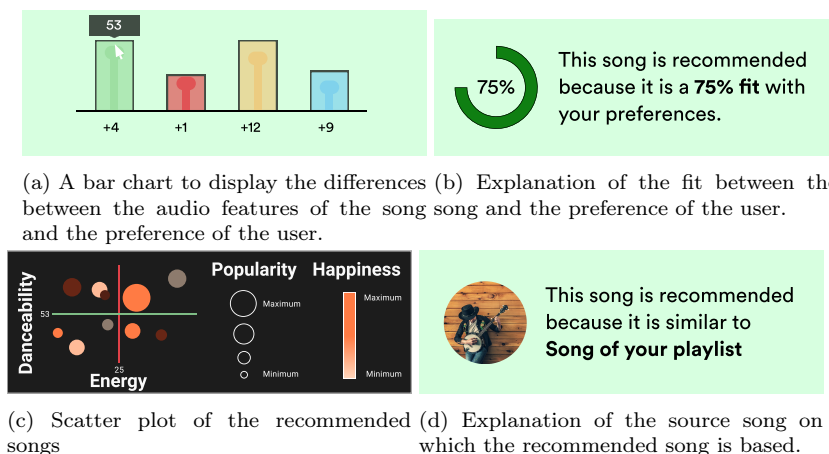 53
+4
+1
+12
+9
75%
This song is recommended
because it is a 75% fit with
your preferences.
(a) A bar chart to display the differences
between the audio features of the song
and the preference of the user.
(b) Explanation of the fit between the
song and the preference of the user.
Danceability
53
25
Energy
Popularity
Maximum
Minimum
Happiness
Maximum
Minimum
This song is recommended
because it is similar to
Song of your playlist
(c) Scatter plot of the recommended
songs
(d) Explanation of the source song on
which the recommended song is based.